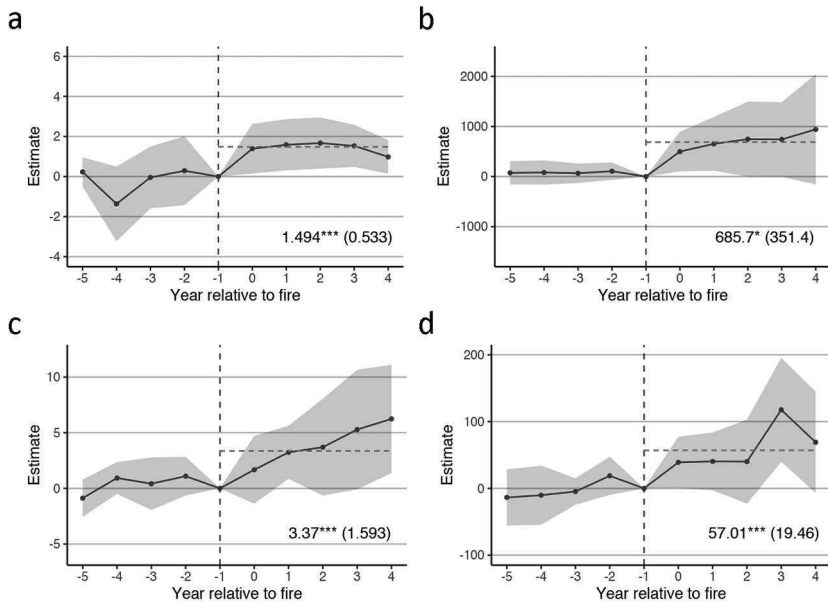 a
6
4
2
0
-2
-4
Estimate
1.494*** (0.533)
-5 -4 -3 -2 -1 0 1 2 3 4
Year relative to fire
b
2000
1000
0
-1000
Estimate
685.7* (351.4)
-5 -4 -3 -2 -1 0 1 2 3 4
Year relative to fire
c
10
5
0
-5
Estimate
3.37*** (1.593)
-5 -4 -3 -2 -1 0 1 2 3 4
Year relative to fire
d
200
100
0
-100
Estimate
57.01*** (19.46)
-5 -4 -3 -2 -1 0 1 2 3 4
Year relative to fire